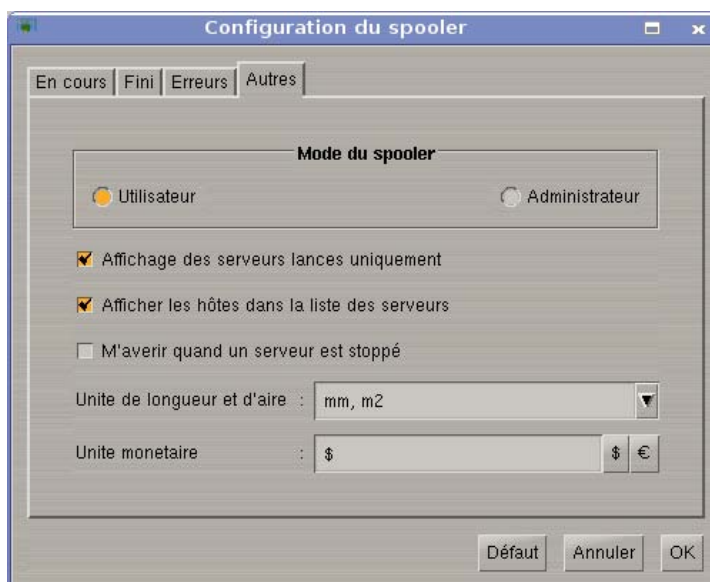 Configuration du spooler
En cours Fini Erreurs Autres
Mode du spooler
Utilisateur Administrateur
Affichage des serveurs lances uniquement
Afficher les hôtes dans la liste des serveurs
M'averir quand un serveur est stoppé
Unite de longueur et d'aire : mm, m2
Unite monetaire : $ $ €
Défaut Annuler OK